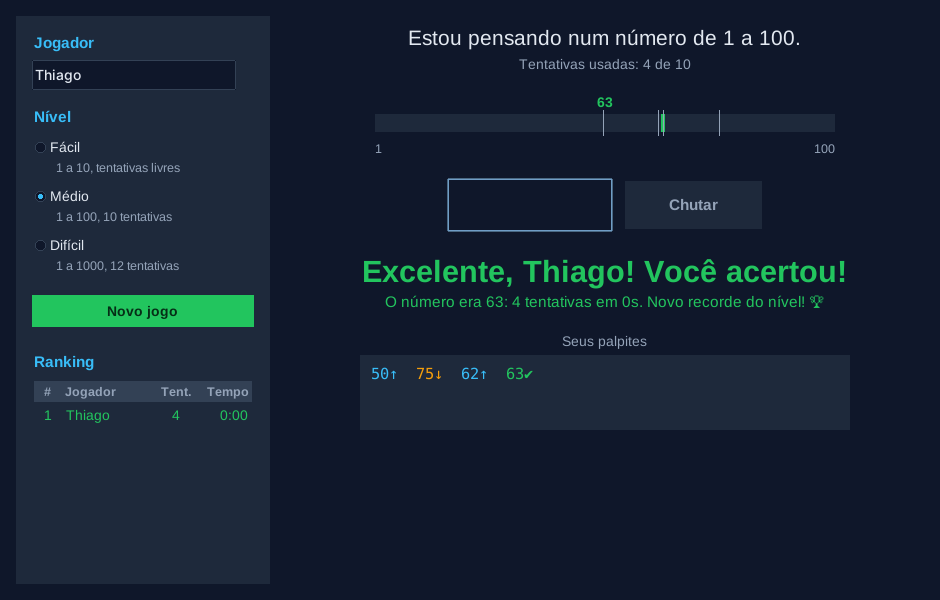 Jogador
Thiago
Nível
Fácil
1 a 10, tentativas livres
Médio
1 a 100, 10 tentativas
Difícil
1 a 1000, 12 tentativas
Novo jogo
Ranking
# Jogador Tent. Tempo
1 Thiago 4 0:00
Estou pensando num número de 1 a 100.
Tentativas usadas: 4 de 10
63
1 100
Chutar
Excelente, Thiago! Você acertou!
O número era 63: 4 tentativas em 0s. Novo recorde do nível! 🏆
Seus palpites
50↑ 75↓ 62↑ 63✔